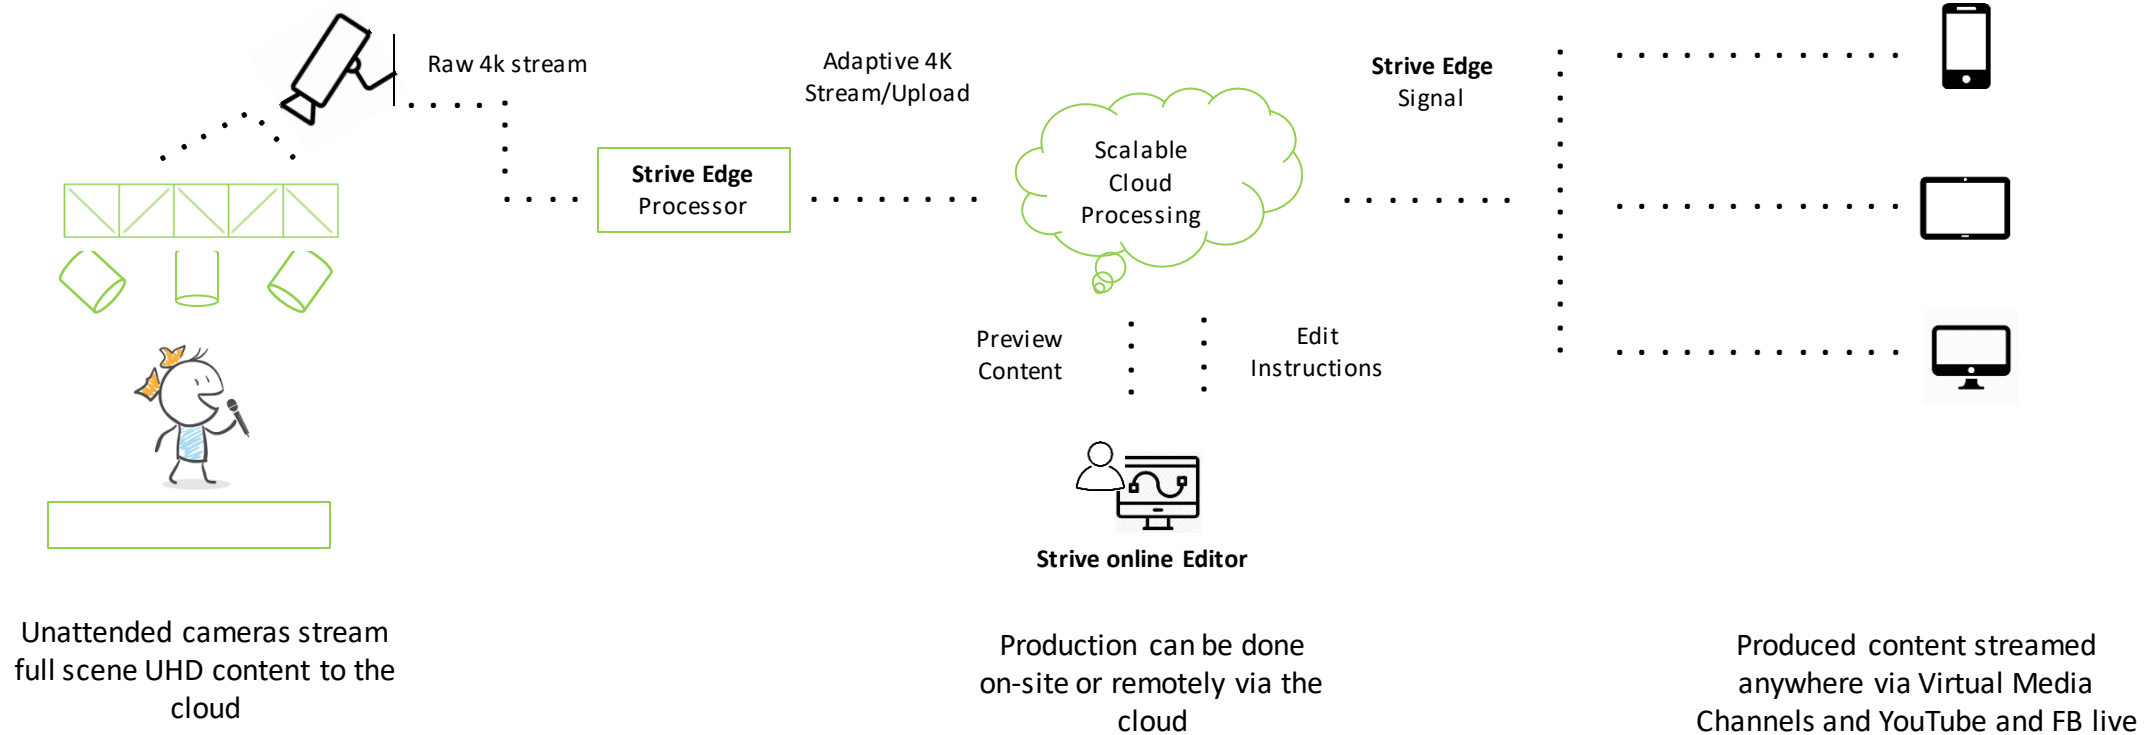 Raw 4k stream
Adaptive 4K
Stream/Upload
Strive Edge
Signal
Strive Edge
Processor
Scalable
Cloud
Processing
Preview
Content
Edit
Instructions
Strive online Editor
Unattended cameras stream
full scene UHD content to the
cloud
Production can be done
on-site or remotely via the
cloud
Produced content streamed
anywhere via Virtual Media
Channels and YouTube and FB live